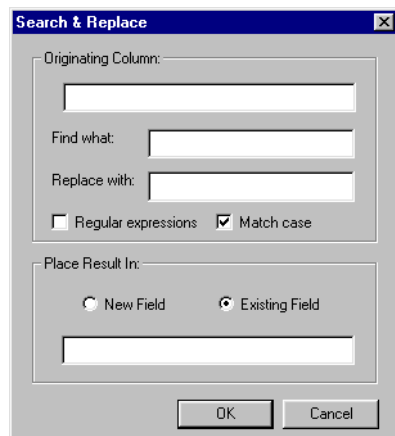 Search & Replace
Originating Column:
Find what:
Replace with:
Regular expressions Match case
Place Result In:
New Field Existing Field
OK Cancel